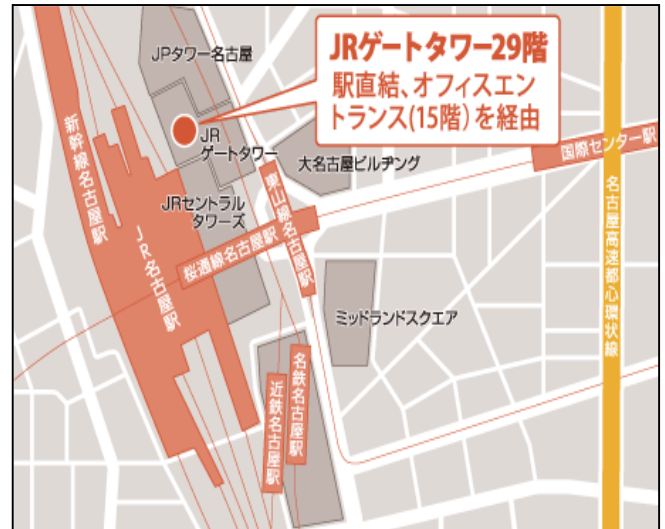 JPタワー名古屋
JRゲートタワー29階
駅直結、オフィスエン
トランス(15階)を経由
新幹線名古屋駅
JR
ゲートタワー
大名古屋ビルヂング
国際センター駅
JRセントラル
タワーズ
東山線名古屋駅
名古屋高速都心環状線
JR名古屋駅
桜通線名古屋駅
ミッドランドスクエア
名鉄名古屋駅
近鉄名古屋駅